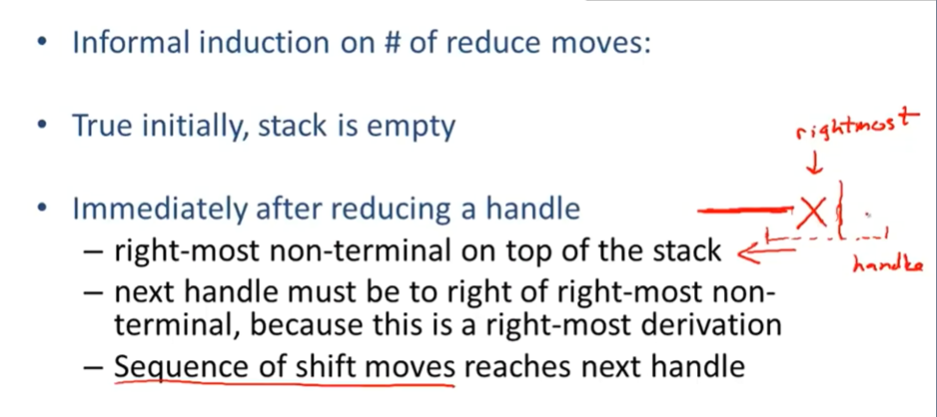 • Informal induction on # of reduce moves:
• True initially, stack is empty
rightmost
• Immediately after reducing a handle
X
– right-most non-terminal on top of the stack
handle
– next handle must be to right of right-most non-
terminal, because this is a right-most derivation
– Sequence of shift moves reaches next handle